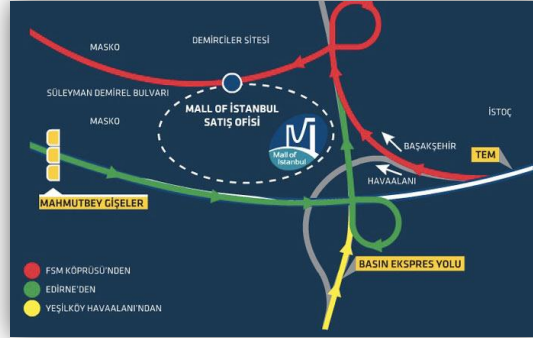 DEMİRCİLER SİTESİ
MASKO
SÜLEYMAN DEMIREL BULVARI
MALL OF İSTANBUL
SATIŞ OFİSİ
MASKO
İSTOÇ
BAŞAKŞEHİR
TEM
Mall of
İstanbul
HAVAALANI
MAHMUTBEY GİŞELER
BASIN EKSPRES YOLU
FSM KÖPRÜSÜ'NDEN
EDİRNE'DEN
YEŞİLKÖY HAVAALANI'NDAN